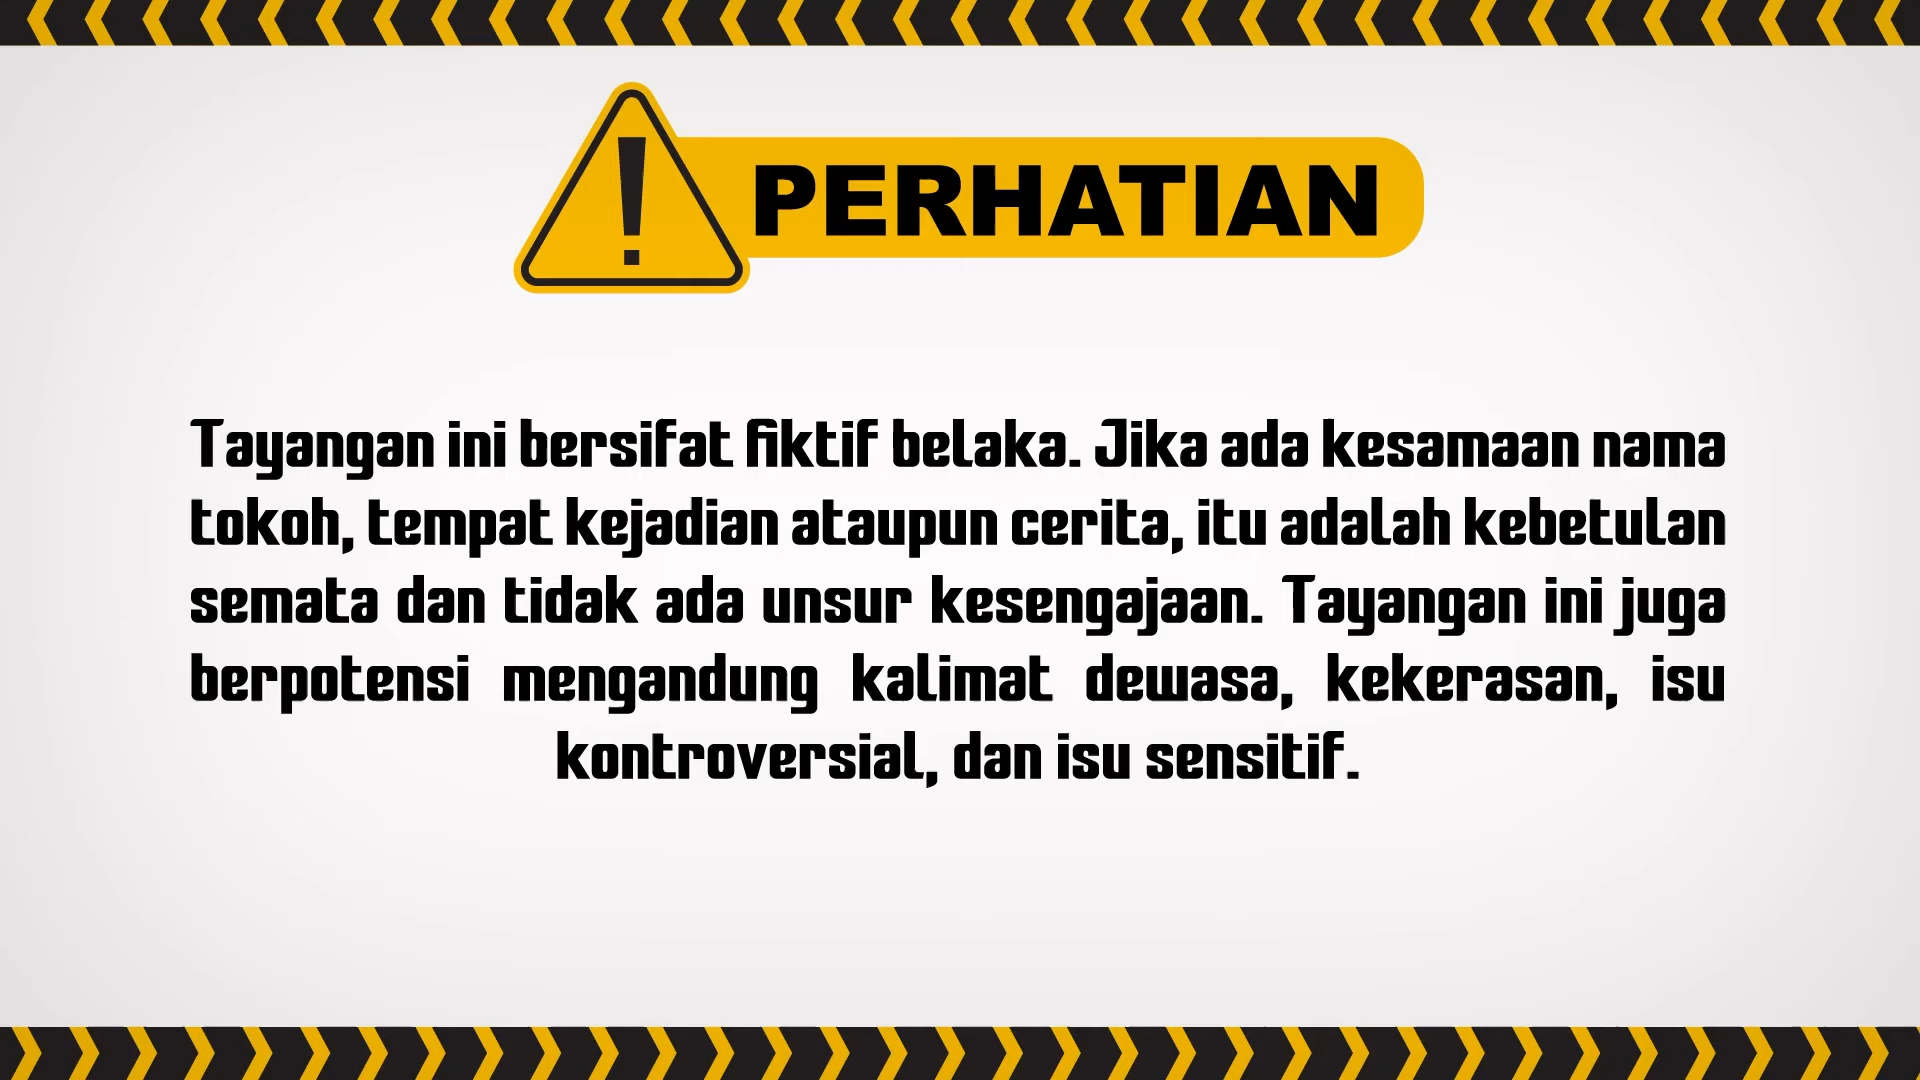 PERHATIAN
Tayangan ini bersifat fiktif belaka. Jika ada kesamaan nama
tokoh, tempat kejadian ataupun cerita, itu adalah kebetulan
semata dan tidak ada unsur kesengajaan. Tayangan ini juga
berpotensi mengandung kalimat dewasa, kekerasan, isu
kontroversial, dan isu sensitif.